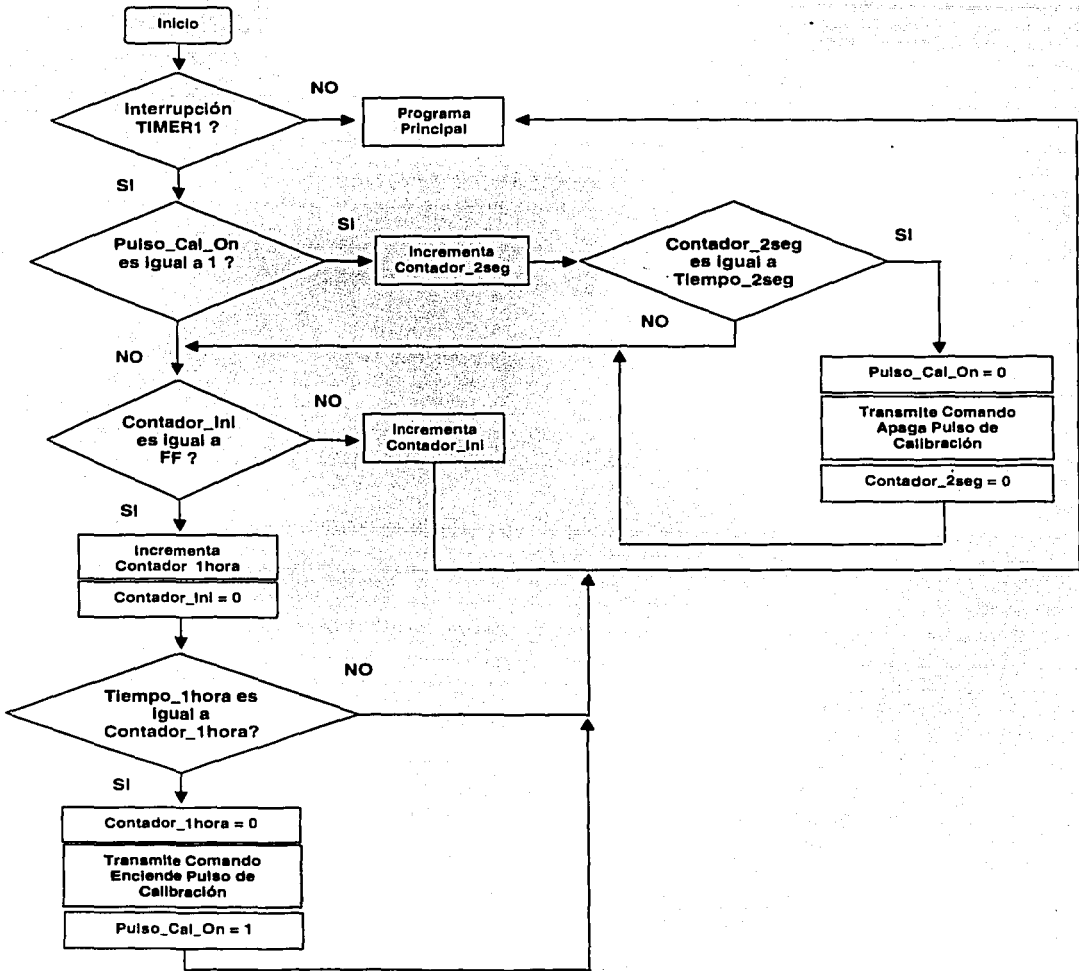 Inicio
Interrupción
TIMER1 ?
NO
Programa
Principal
SI
Pulso_Cal_On
es igual a 1 ?
SI
Incrementa
Contador_2seg
Contador_2seg
es igual a
Tiempo_2seg
SI
NO
NO
Pulso_Cal_On = 0
Transmite Comando
Apaga Pulso de
Calibración
Contador_2seg = 0
Contador_Ini
es igual a
FF ?
NO
Incrementa
Contador_Ini
SI
Incrementa
Contador_1hora
Contador_Ini = 0
Tiempo_1hora es
igual a
Contador_1hora?
NO
SI
Contador_1hora = 0
Transmite Comando
Enciende Pulso de
Calibración
Pulso_Cal_On = 1